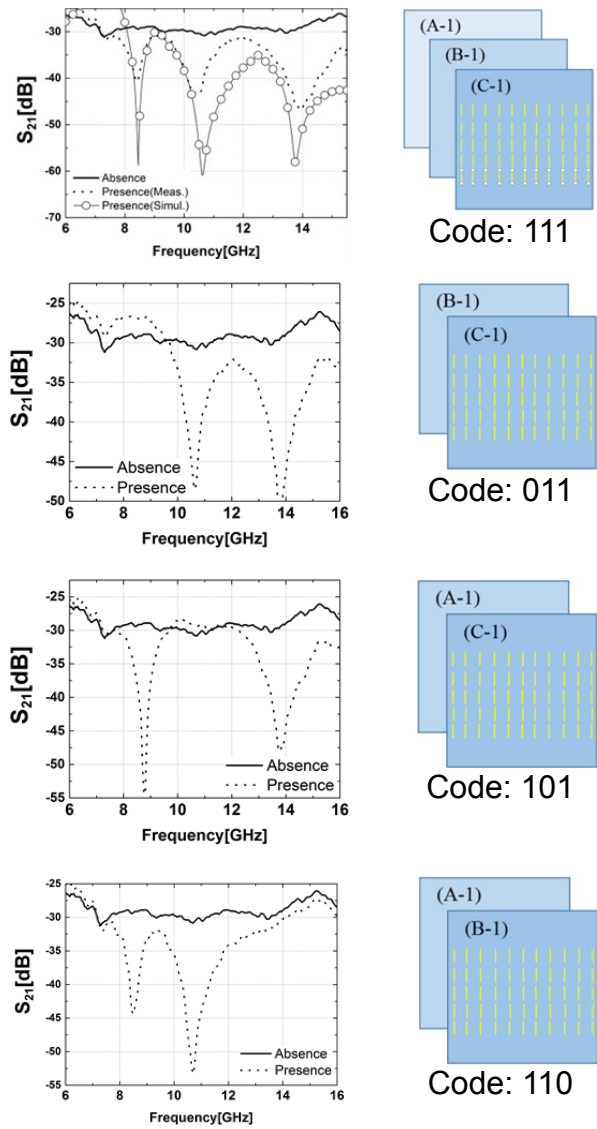 S21[dB]
-30
-40
-50
-60
-70
Absence
Presence(Meas.)
Presence(Simul.)
6 8 10 12 14
Frequency[GHz]
(A-1)
(B-1)
(C-1)
Code: 111
S21[dB]
-25
-30
-35
-40
-45
-50
Absence
Presence
6 8 10 12 14 16
Frequency[GHz]
(B-1)
(C-1)
Code: 011
S21[dB]
-25
-30
-35
-40
-45
-50
-55
Absence
Presence
6 8 10 12 14 16
Frequency[GHz]
(A-1)
(C-1)
Code: 101
S21[dB]
-25
-30
-35
-40
-45
-50
-55
Absence
Presence
6 8 10 12 14 16
Frequency[GHz]
(A-1)
(B-1)
Code: 110